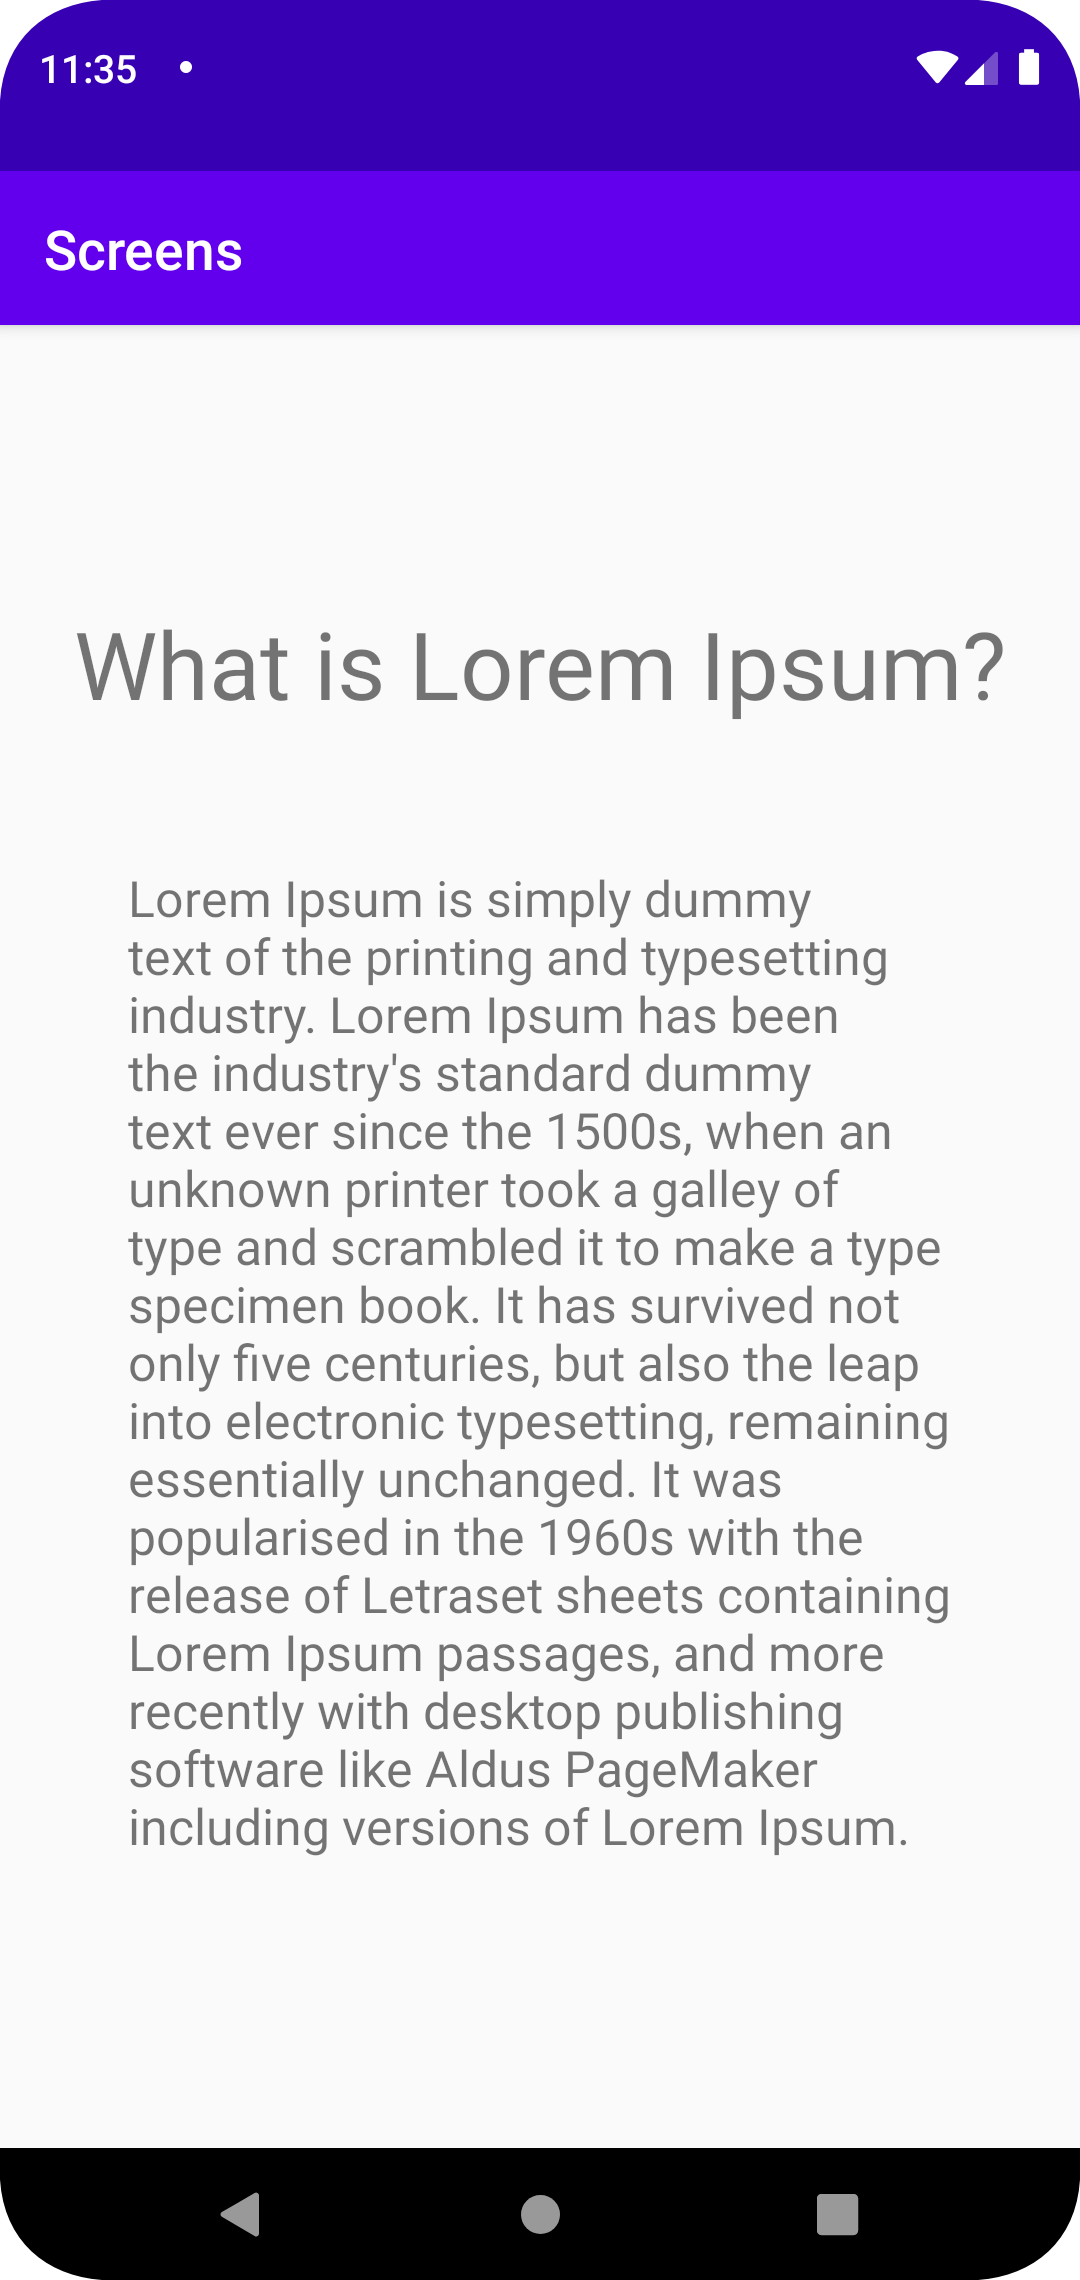 11:35
Screens
What is Lorem Ipsum?
Lorem Ipsum is simply dummy
text of the printing and typesetting
industry. Lorem Ipsum has been
the industry's standard dummy
text ever since the 1500s, when an
unknown printer took a galley of
type and scrambled it to make a type
specimen book. It has survived not
only five centuries, but also the leap
into electronic typesetting, remaining
essentially unchanged. It was
popularised in the 1960s with the
release of Letraset sheets containing
Lorem Ipsum passages, and more
recently with desktop publishing
software like Aldus PageMaker
including versions of Lorem Ipsum.